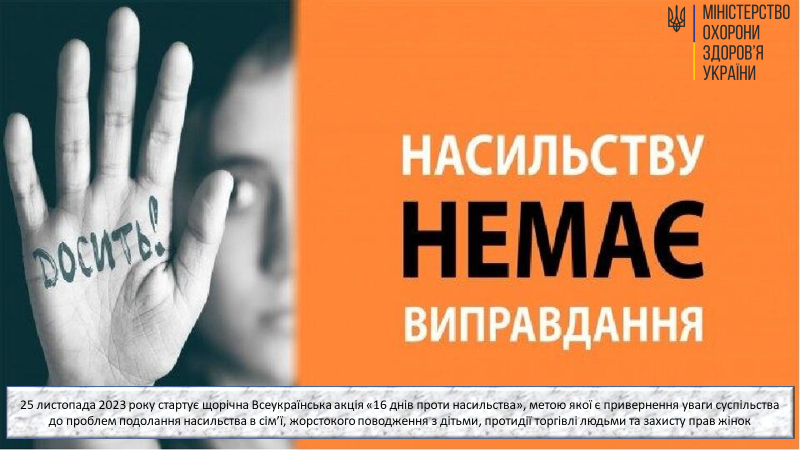 МІНІСТЕРСТВО
ОХОРОНИ
ЗДОРОВ'Я
УКРАЇНИ
ДОСИТЬ!
НАСИЛЬСТВУ
НЕМАЄ
ВИПРАВДАННЯ
25 листопада 2023 року стартує щорічна Всеукраїнська акція «16 днів проти насильства», метою якої є привернення уваги суспільства
до проблем подолання насильства в сім'ї, жорстокого поводження з дітьми, протидії торгівлі людьми та захисту прав жінок